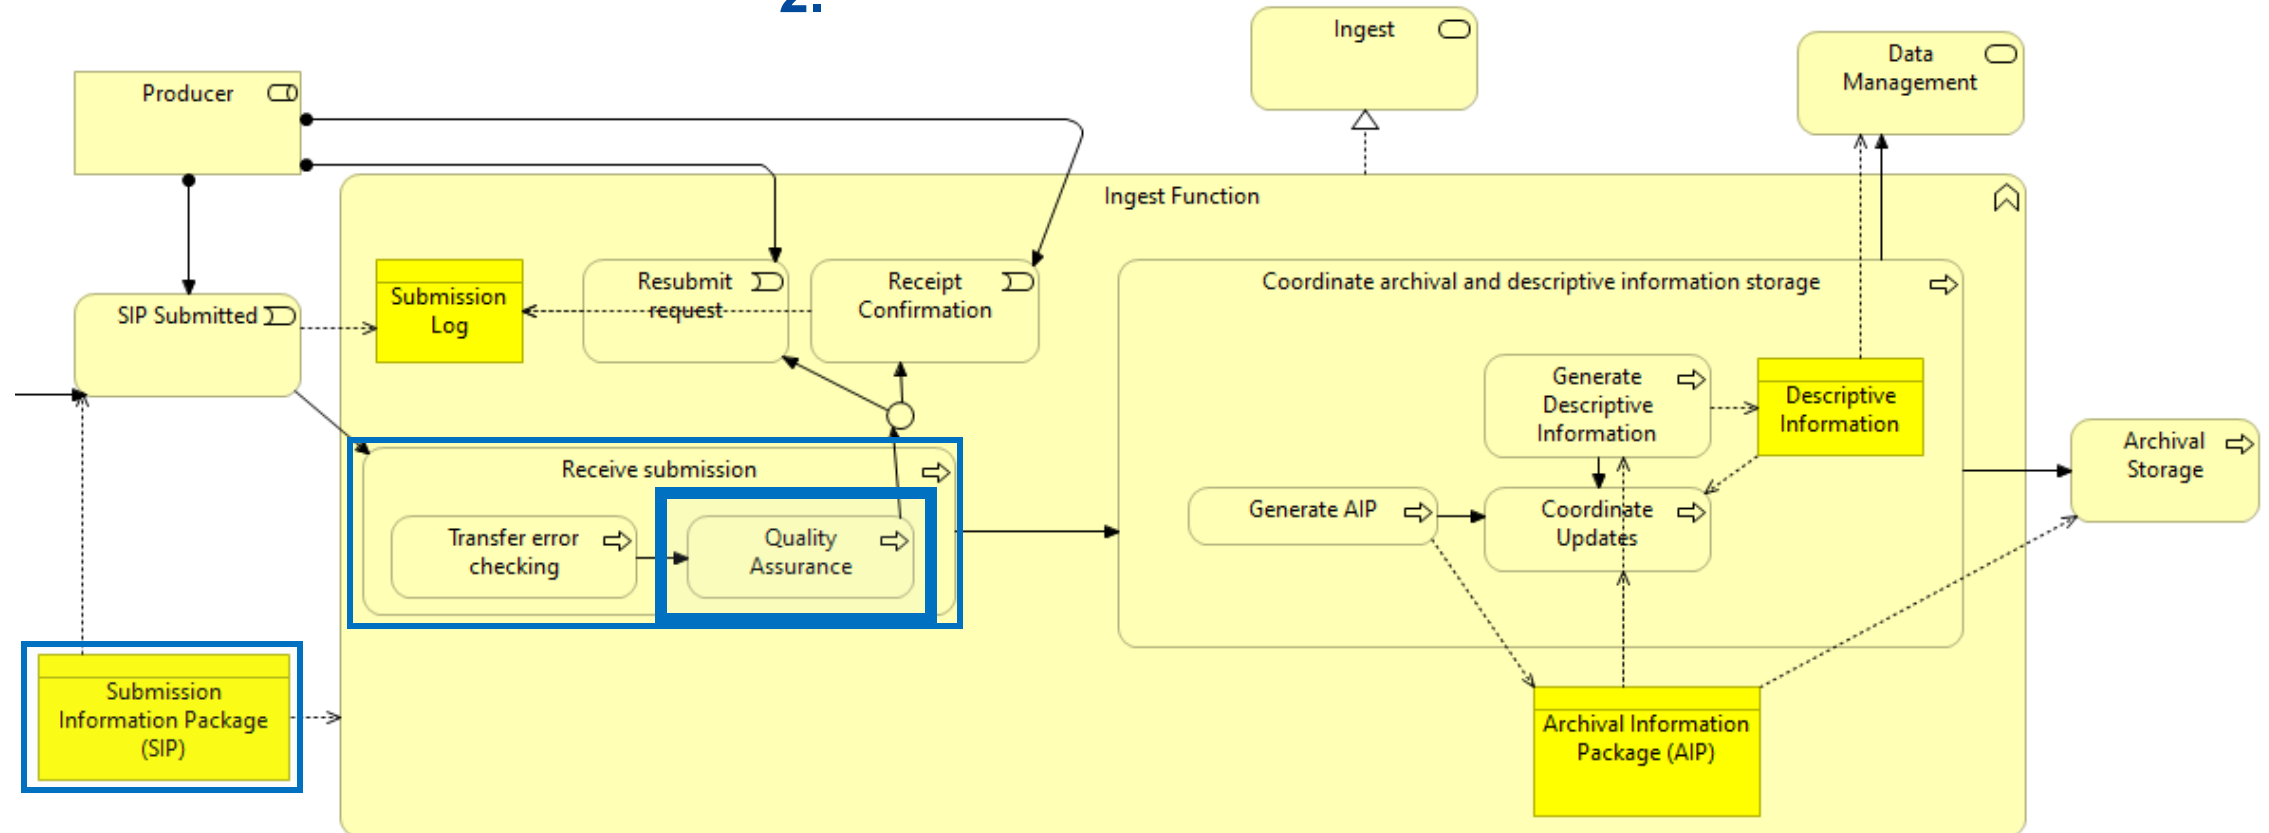 2.
Ingest
Data
Management
Producer
Ingest Function
SIP Submitted
Submission
Log
Resubmit
request
Receipt
Confirmation
Coordinate archival and descriptive information storage
Generate
Descriptive
Information
Descriptive
Information
Archival
Storage
Receive submission
Transfer error
checking
Quality
Assurance
Generate AIP
Coordinate
Updates
Submission
Information Package
(SIP)
Archival Information
Package (AIP)